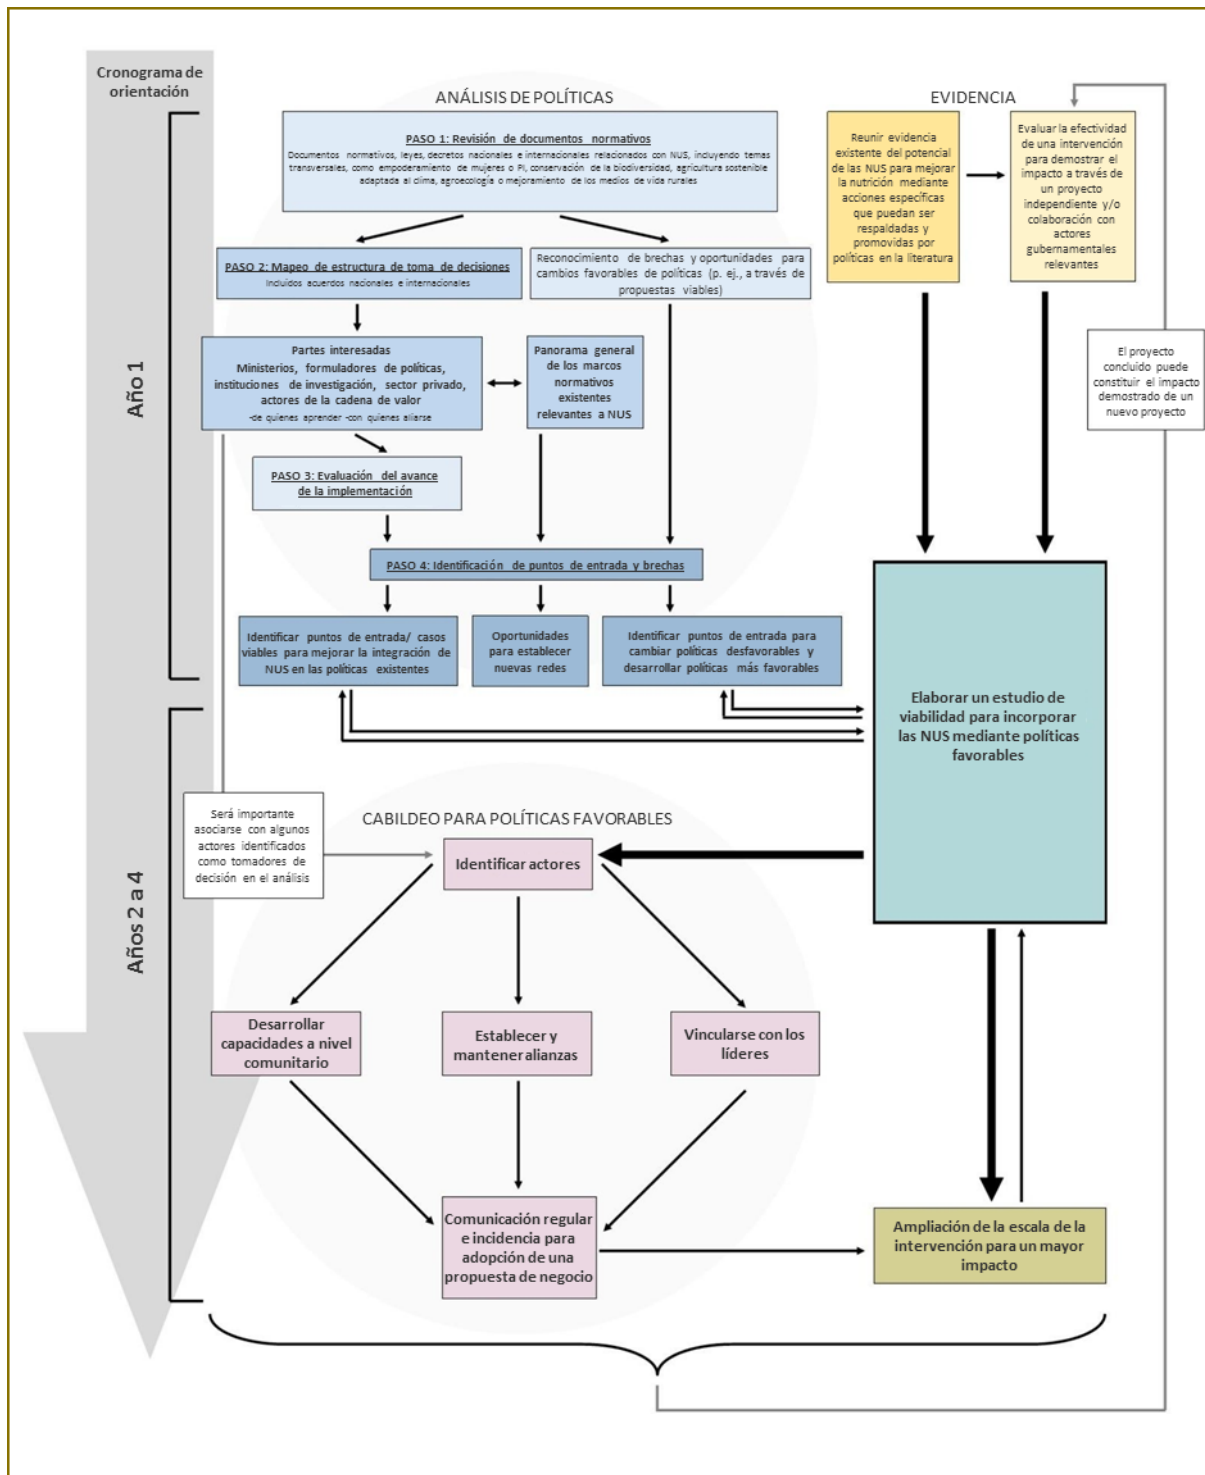 Cronograma de
orientación
ANÁLISIS DE POLÍTICAS
EVIDENCIA
PASO 1: Revisión de documentos normativos
Documentos normativos, leyes, decretos nacionales e internacionales relacionados con NUS, incluyendo temas
transversales, como empoderamiento de mujeres o PI, conservación de la biodiversidad, agricultura sostenible
adaptada al clima, agroecología o mejoramiento de los medios de vida rurales
Reunir evidencia
existente del potencial
de las NUS para mejorar
la nutrición mediante
acciones específicas
que puedan ser
respaldadas y
promovidas por
políticas en la literatura
Evaluar la efectividad
de una intervención
para demostrar el
impacto a través de
un proyecto
independiente y/o
colaboración con
actores
gubernamentales
relevantes
PASO 2: Mapeo de estructura de toma de decisiones
Incluidos acuerdos nacionales e internacionales
Reconocimiento de brechas y oportunidades para
cambios favorables de políticas (p. ej., a través de
propuestas viables)
Año 1
Partes interesadas
Ministerios, formuladores de políticas,
instituciones de investigación, sector privado,
actores de la cadena de valor
-de quienes aprender -con quienes aliarse
Panorama general
de los marcos
normativos
existentes
relevantes a NUS
El proyecto
concluido puede
constituir el impacto
demostrado de un
nuevo proyecto
PASO 3: Evaluación del avance
de la implementación
PASO 4: Identificación de puntos de entrada y brechas
Identificar puntos de entrada/ casos
viables para mejorar la integración de
NUS en las políticas existentes
Oportunidades
para establecer
nuevas redes
Identificar puntos de entrada para
cambiar políticas desfavorables y
desarrollar políticas más favorables
Elaborar un estudio de
viabilidad para incorporar
las NUS mediante políticas
favorables
Años 2 a 4
Será importante
asociarse con algunos
actores identificados
como tomadores de
decisión en el análisis
CABILDEO PARA POLÍTICAS FAVORABLES
Identificar actores
Desarrollar
capacidades a nivel
comunitario
Establecer y
mantener alianzas
Vincularse con los
líderes
Comunicación regular
e incidencia para
adopción de una
propuesta de negocio
Ampliación de la escala de la
intervención para un mayor
impacto